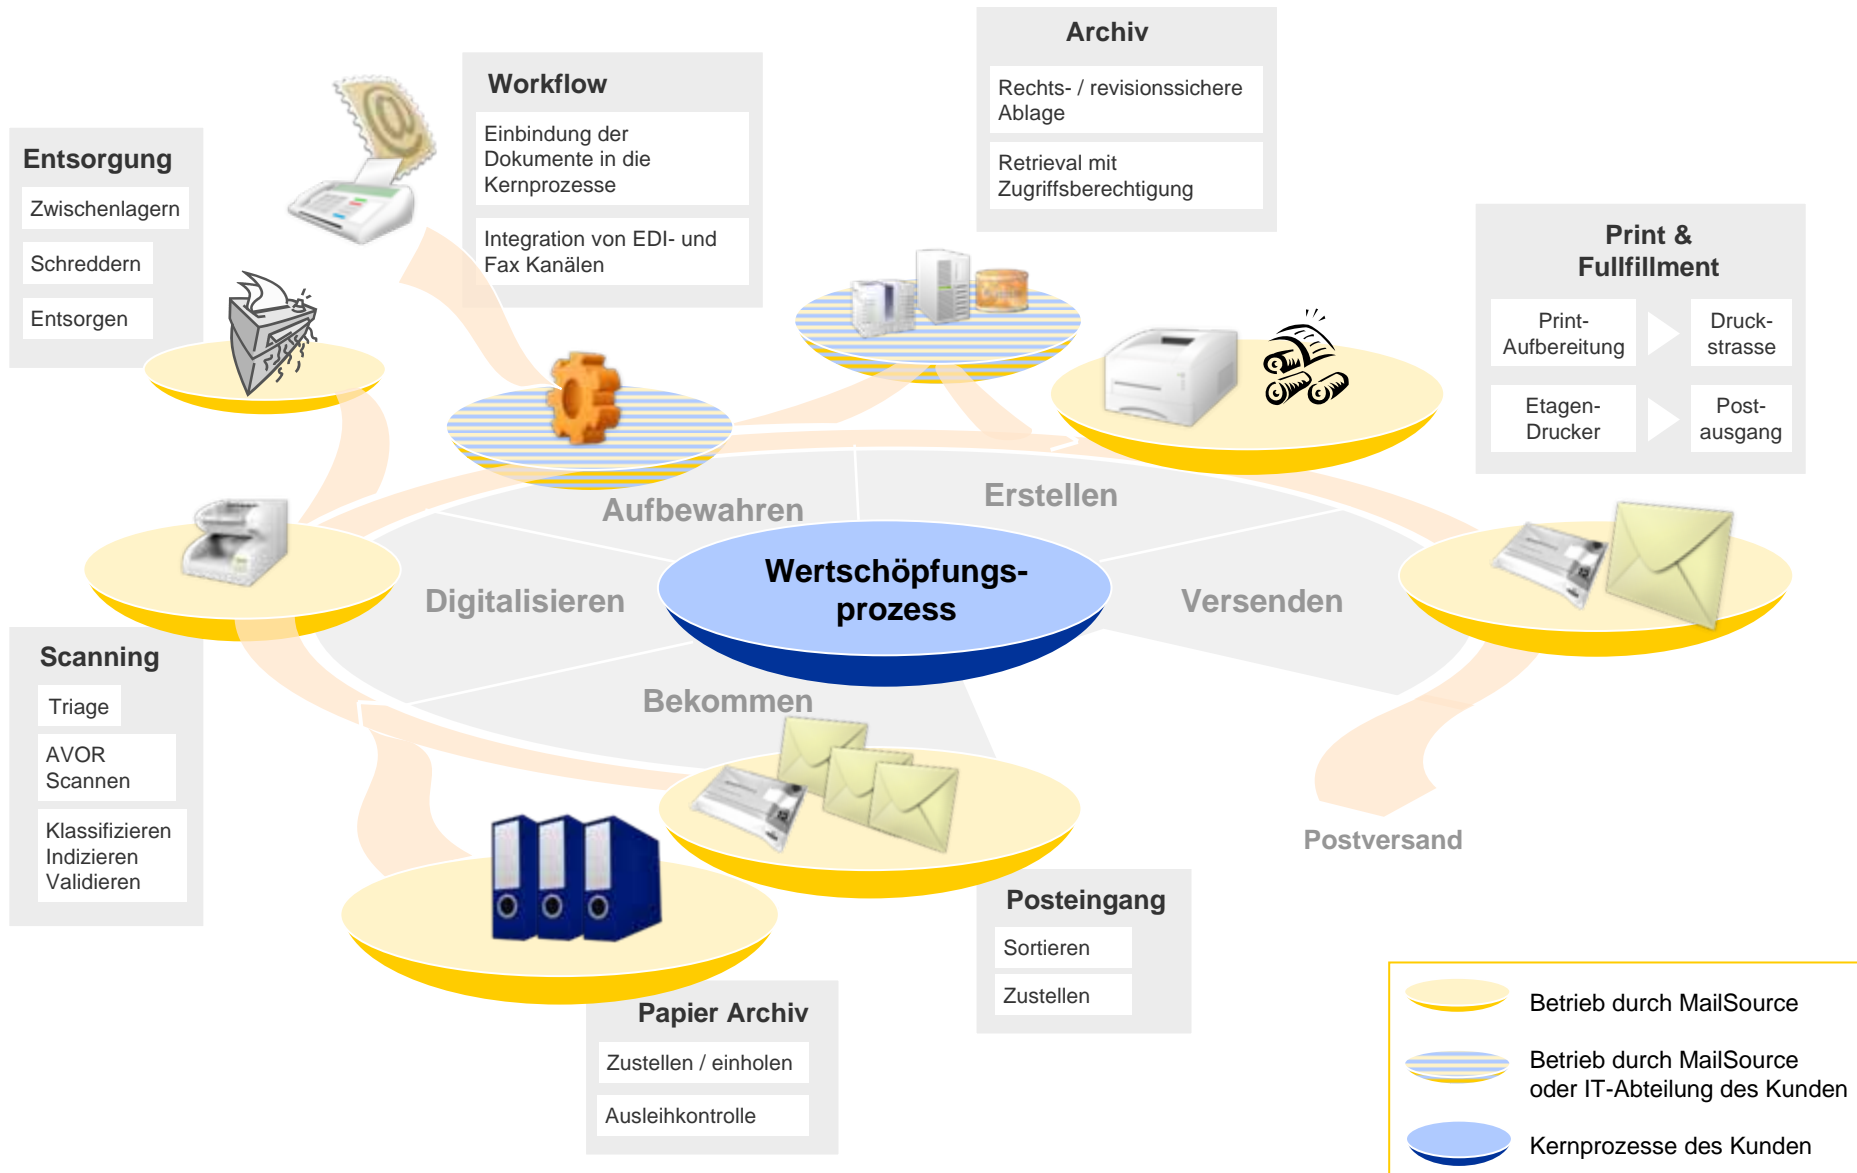 Archiv
Rechts- / revisionssichere
Ablage
Retrieval mit
Zugriffsberechtigung
Workflow
Einbindung der
Dokumente in die
Kernprozesse
Integration von EDI- und
Fax Kanälen
Entsorgung
Zwischenlagern
Schreddern
Entsorgen
Print &
Fullfillment
Print-
Aufbereitung
Druck-
strasse
Etagen-
Drucker
Post-
ausgang
Aufbewahren
Erstellen
Digitalisieren
Wertschöpfungs-
prozess
Versenden
Bekommen
Scanning
Triage
AVOR
Scannen
Klassifizieren
Indizieren
Validieren
Postversand
Posteingang
Sortieren
Zustellen
Papier Archiv
Zustellen / einholen
Ausleihkontrolle
Betrieb durch MailSource
Betrieb durch MailSource
oder IT-Abteilung des Kunden
Kernprozesse des Kunden